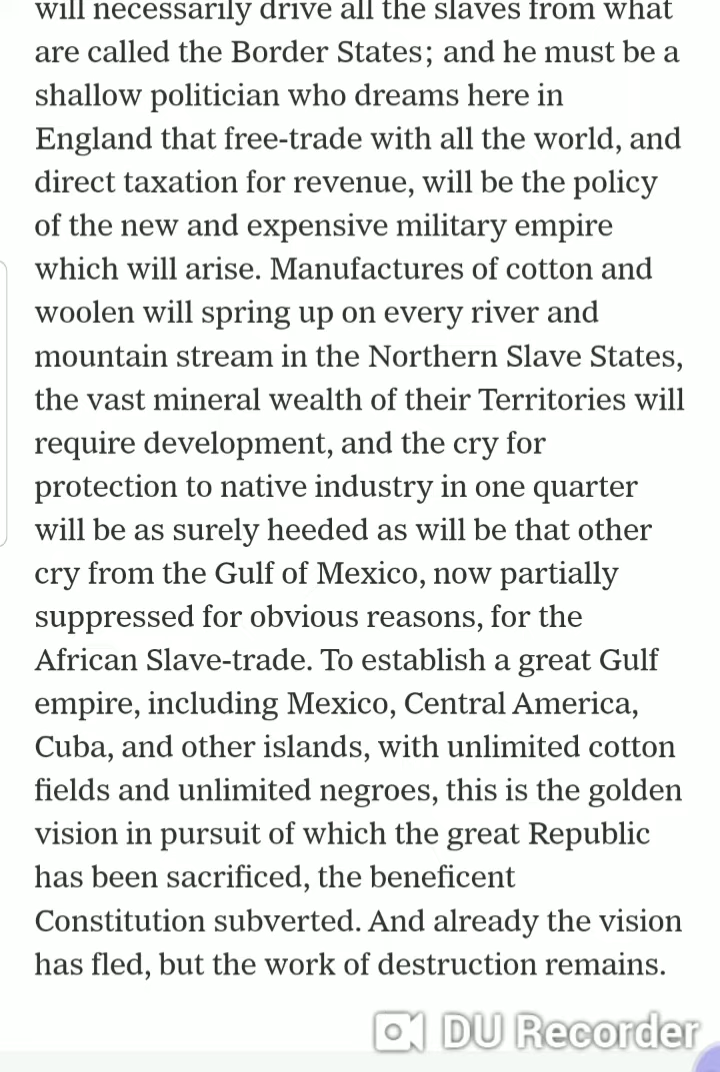 will necessarily drive all the slaves from what
are called the Border States; and he must be a
shallow politician who dreams here in
England that free-trade with all the world, and
direct taxation for revenue, will be the policy
of the new and expensive military empire
which will arise. Manufactures of cotton and
woolen will spring up on every river and
mountain stream in the Northern Slave States,
the vast mineral wealth of their Territories will
require development, and the cry for
protection to native industry in one quarter
will be as surely heeded as will be that other
cry from the Gulf of Mexico, now partially
suppressed for obvious reasons, for the
African Slave-trade. To establish a great Gulf
empire, including Mexico, Central America,
Cuba, and other islands, with unlimited cotton
fields and unlimited negroes, this is the golden
vision in pursuit of which the great Republic
has been sacrificed, the beneficent
Constitution subverted. And already the vision
has fled, but the work of destruction remains.
DU Recorder